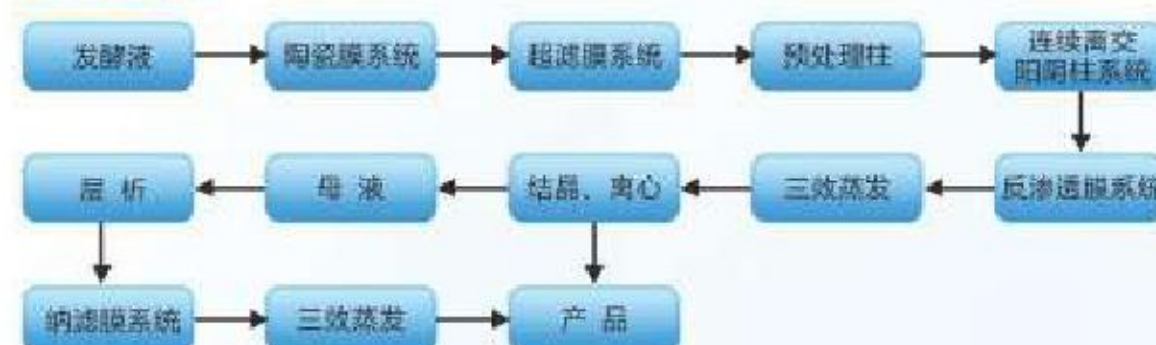 发酵液
陶瓷膜系统
超滤膜系统
预处理柱
连续离交
阳阴柱系统
层 析
母 液
结晶、离心
三效蒸发
反渗透膜系统
纳滤膜系统
三效蒸发
产 品